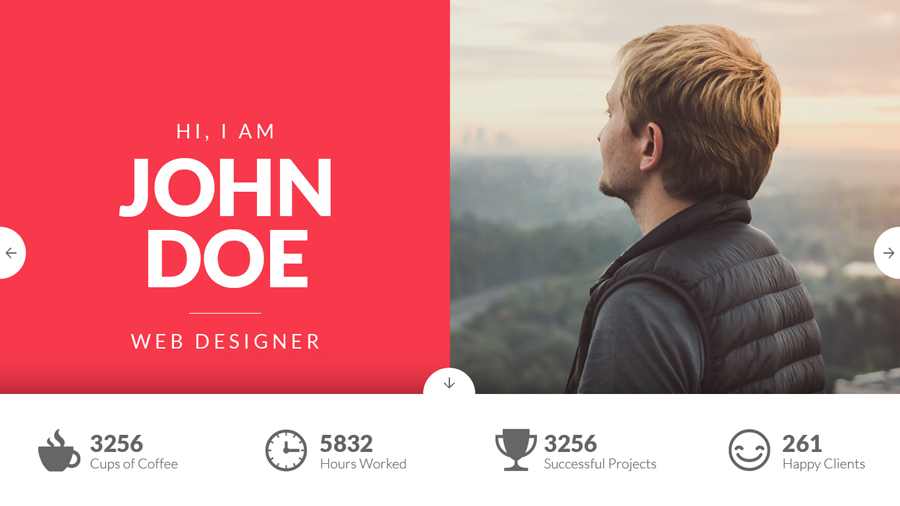 HI, I AM
JOHN
DOE
WEB DESIGNER
3256
Cups of Coffee
5832
Hours Worked
3256
Successful Projects
261
Happy Clients